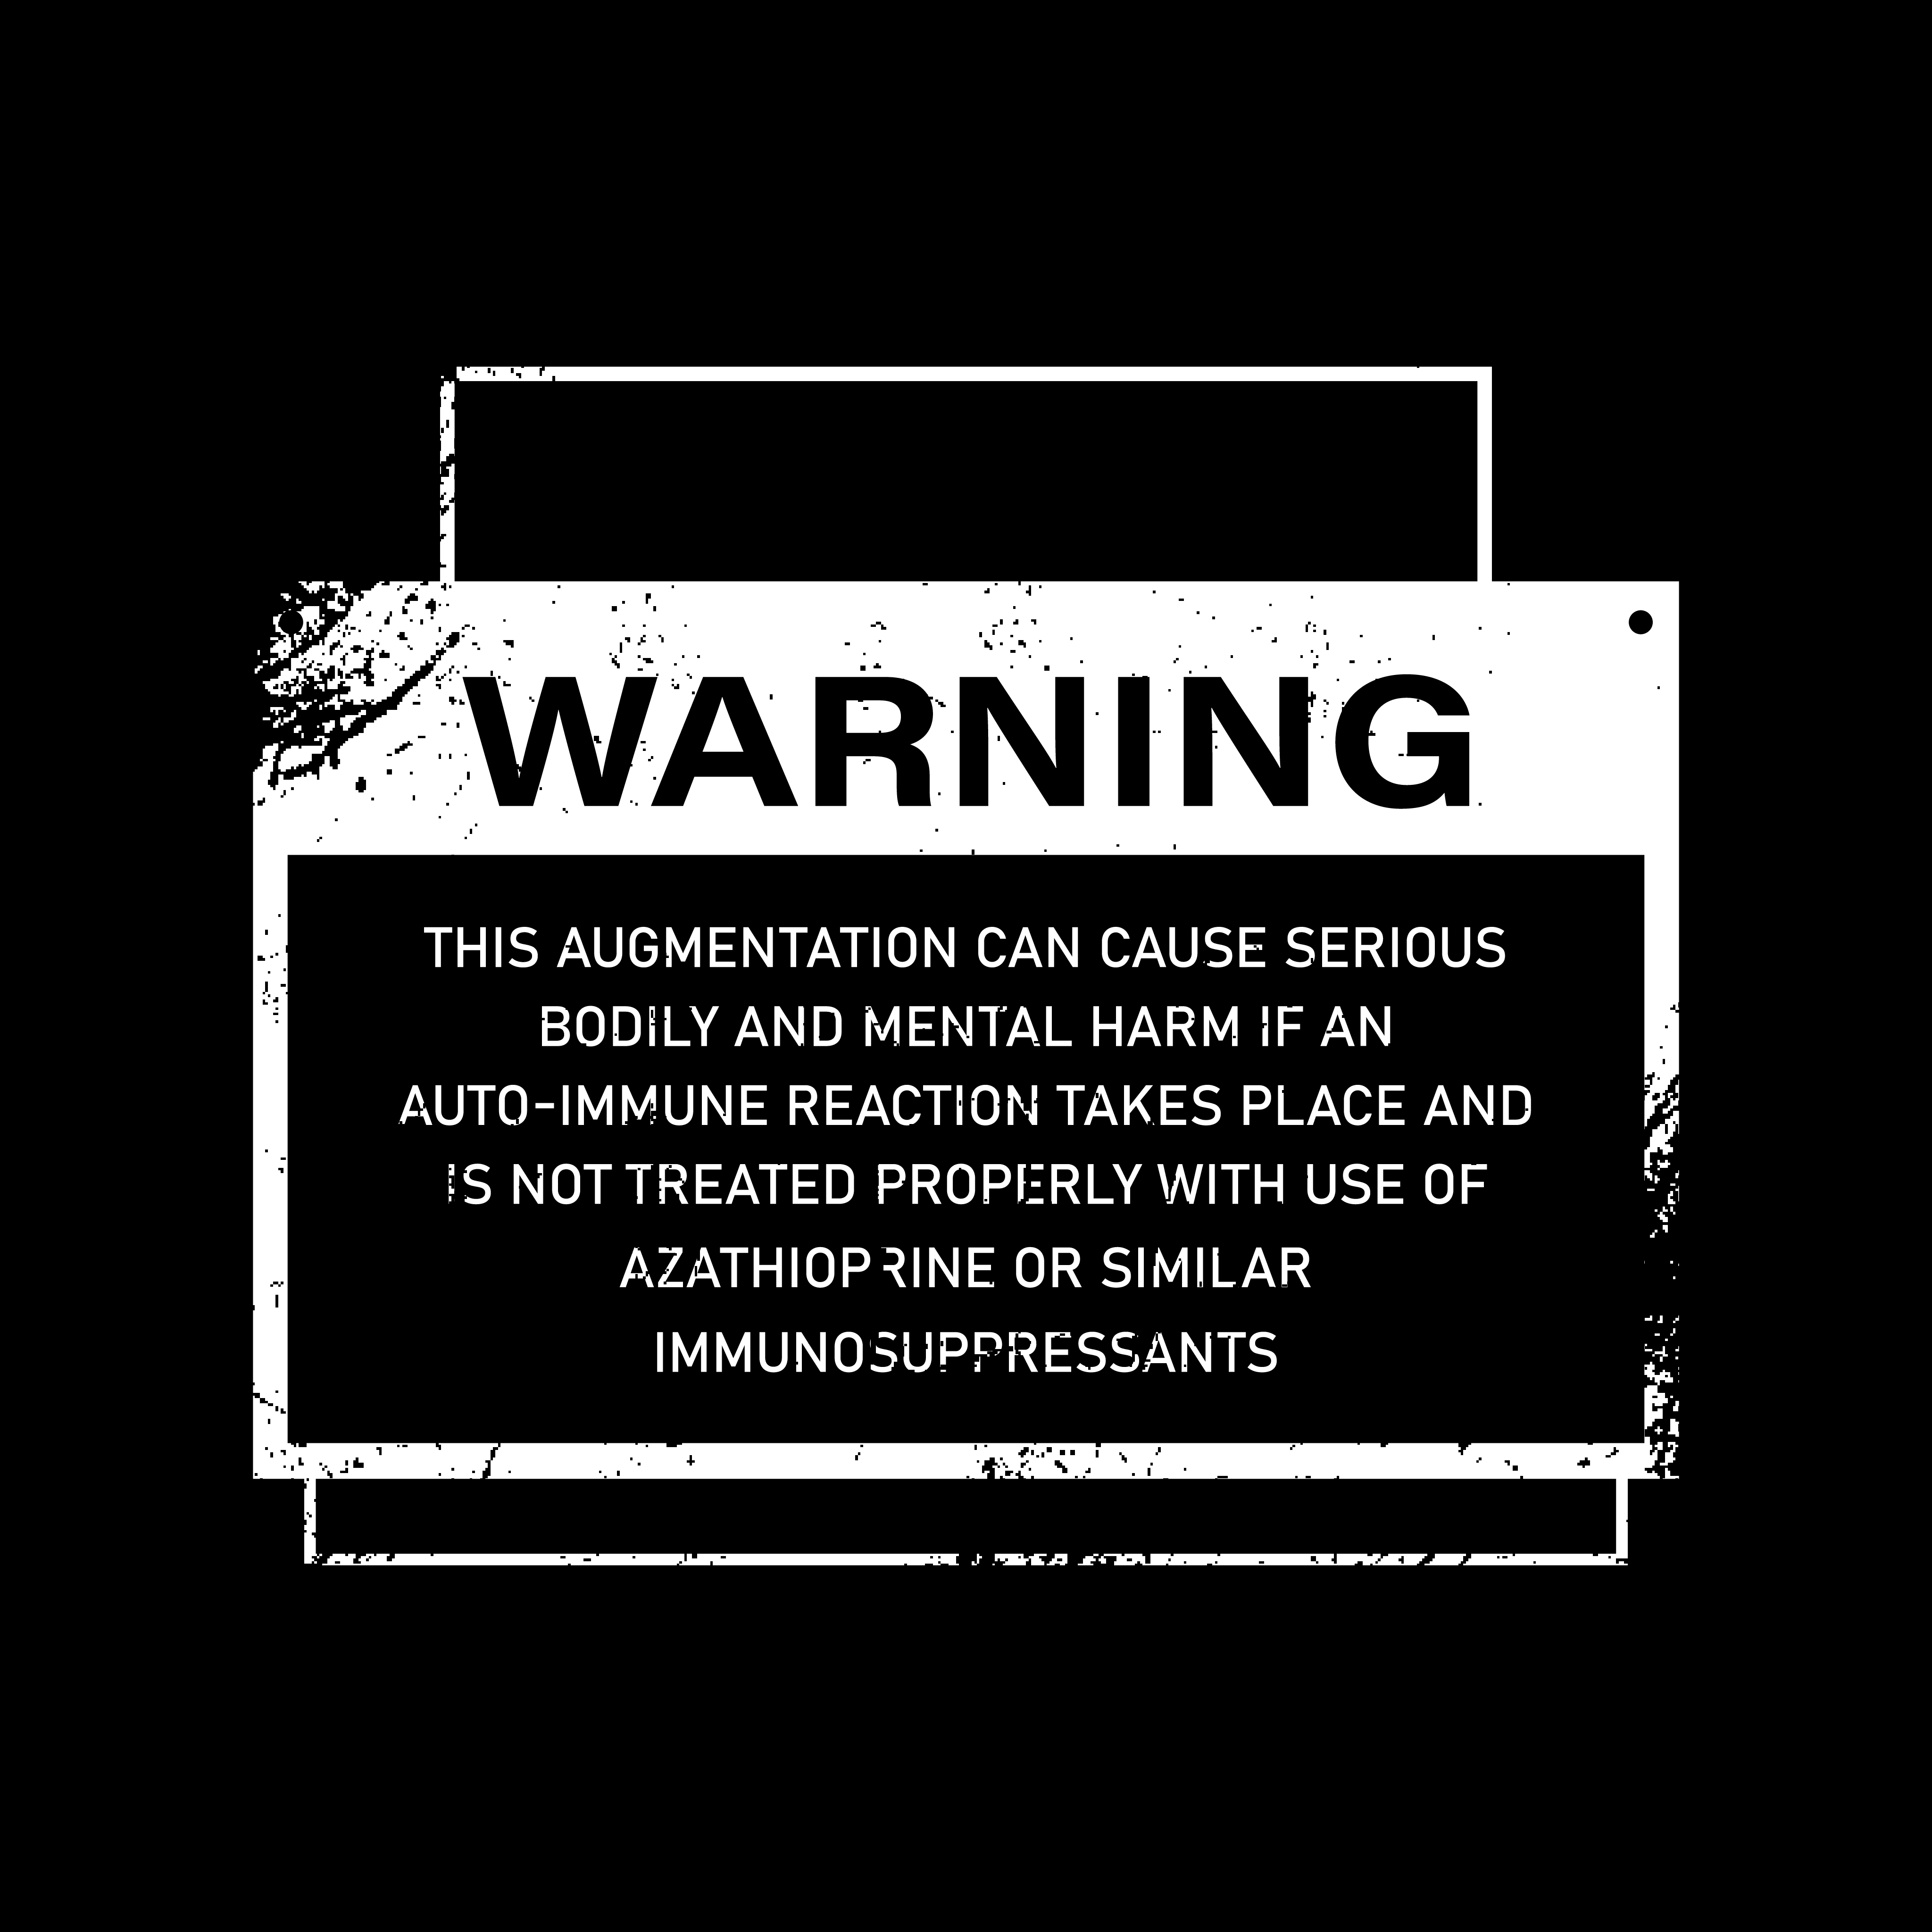 WARNING
THIS AUGMENTATION CAN CAUSE SERIOUS
BODILY AND MENTAL HARM IF AN
AUTO-IMMUNE REACTION TAKES PLACE AND
IS NOT TREATED PROPERLY WITH USE OF
AZATHIOPRINE OR SIMILAR
IMMUNOSUPPRESSANTS